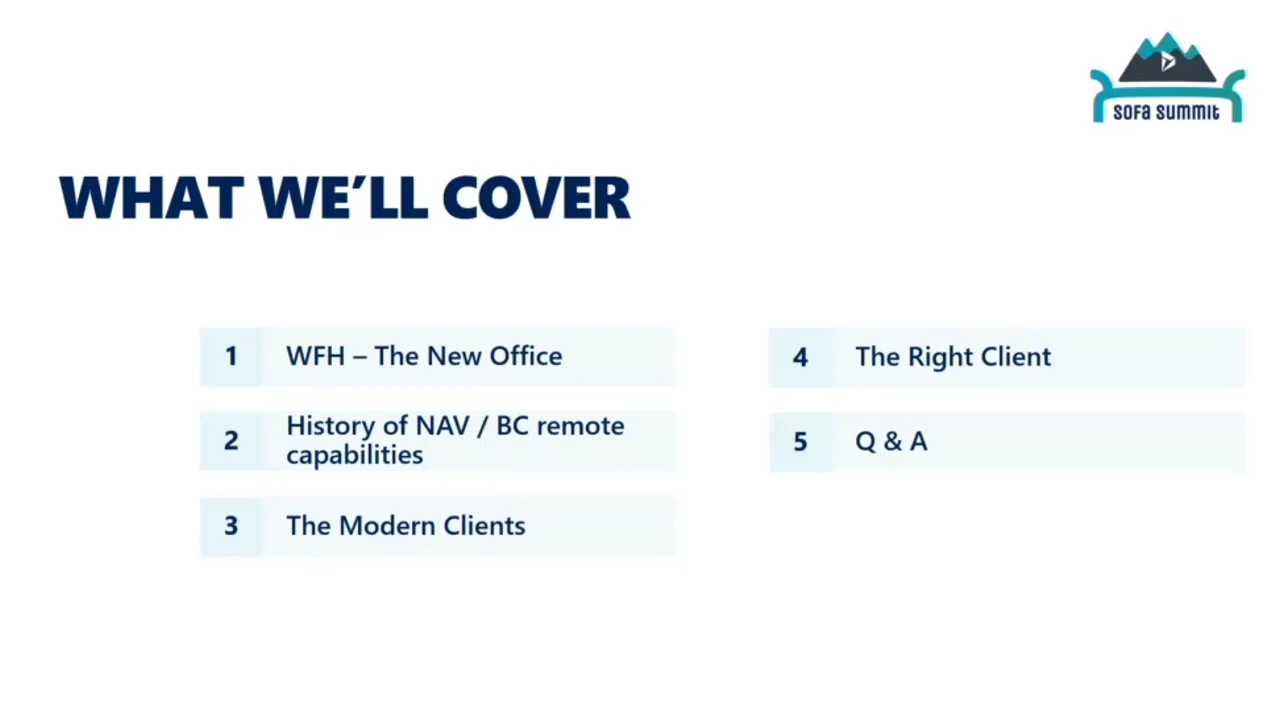 SOFA SUMMIT
WHAT WE’LL COVER
1 WFH – The New Office
2 History of NAV / BC remote
capabilities
3 The Modern Clients
4 The Right Client
5 Q & A